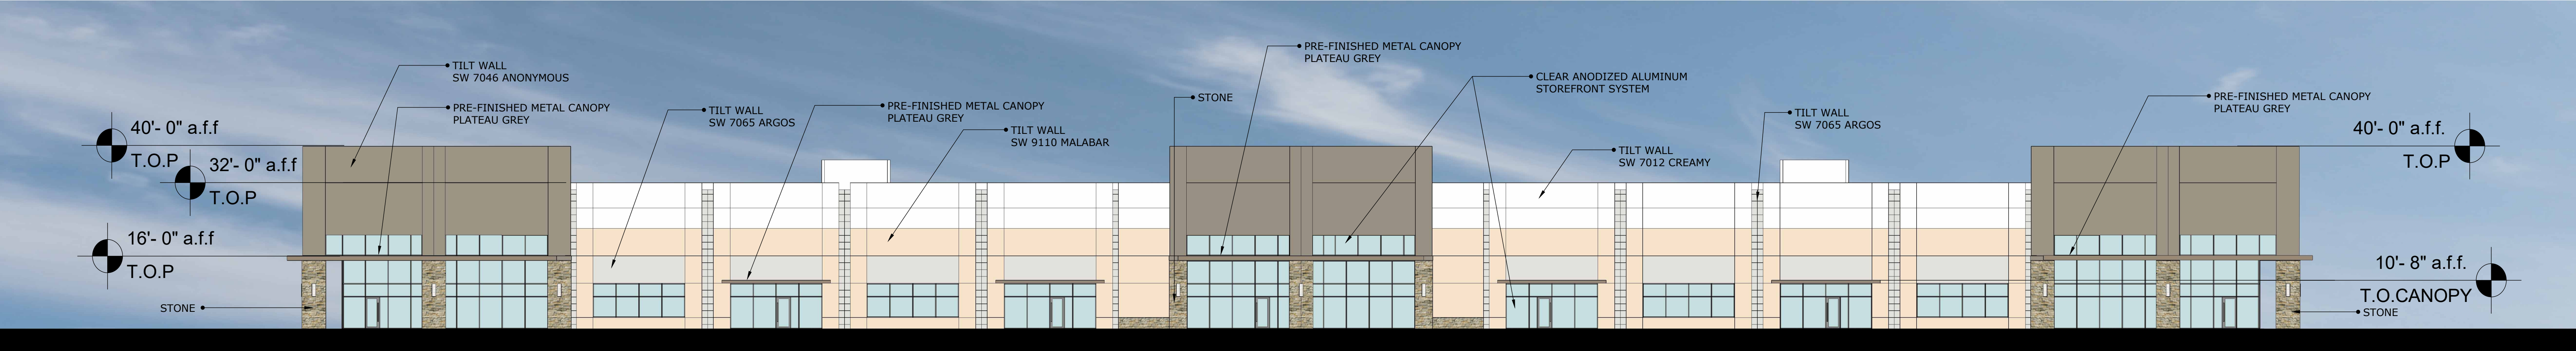 PRE-FINISHED METAL CANOPY
PLATEAU GREY
TILT WALL
SW 7046 ANONYMOUS
CLEAR ANODIZED ALUMINUM
STOREFRONT SYSTEM
STONE
PRE-FINISHED METAL CANOPY
PLATEAU GREY
PRE-FINISHED METAL CANOPY
PLATEAU GREY
TILT WALL
SW 7065 ARGOS
PRE-FINISHED METAL CANOPY
PLATEAU GREY
TILT WALL
SW 7065 ARGOS
40'- 0" a.f.f
T.O.P
TILT WALL
SW 9110 MALABAR
40'- 0" a.f.f.
T.O.P
TILT WALL
SW 7012 CREAMY
32'- 0" a.f.f
T.O.P
16'- 0" a.f.f
T.O.P
10'- 8" a.f.f.
T.O.CANOPY
STONE
STONE